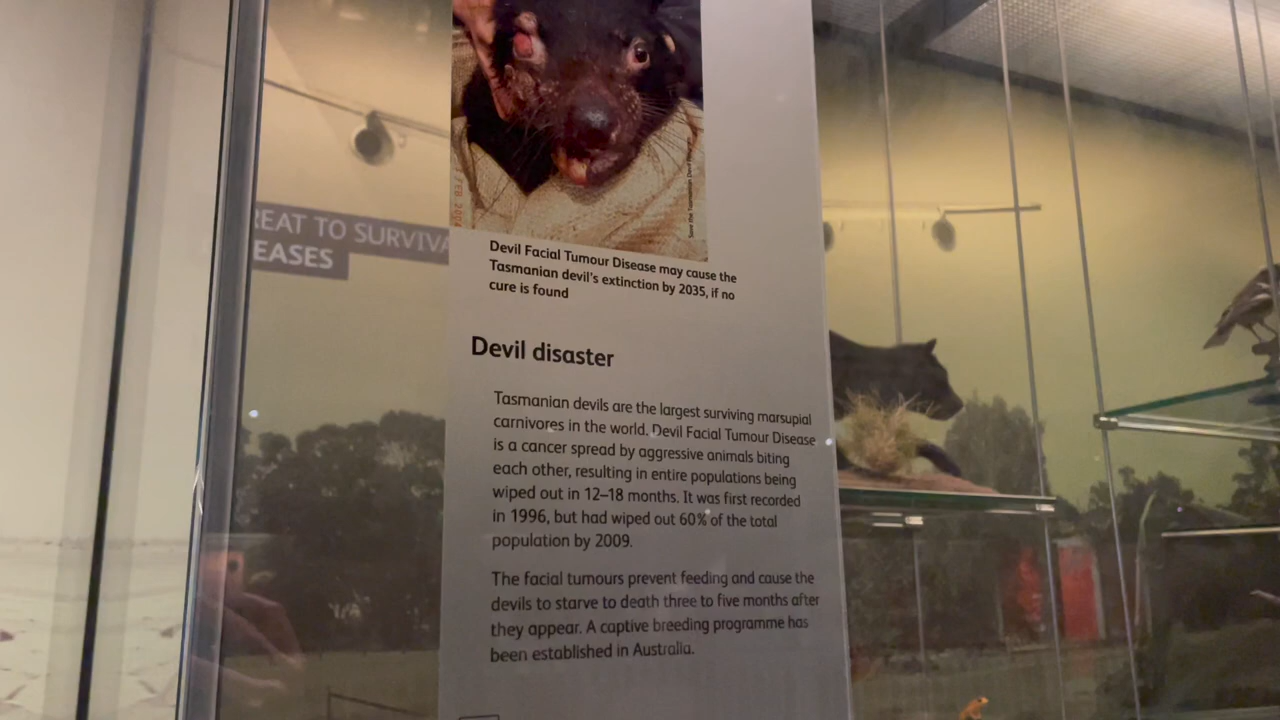 REAT TO SURVIVA
EASES
Devil Facial Tumour Disease may cause the
Tasmanian devil's extinction by 2035, if no
cure is found
Devil disaster
Tasmanian devils are the largest surviving marsupial
carnivores in the world. Devil Facial Tumour Disease
is a cancer spread by aggressive animals biting
each other, resulting in entire populations being
wiped out in 12–18 months. It was first recorded
in 1996, but had wiped out 60% of the total
population by 2009.
The facial tumours prevent feeding and cause the
devils to starve to death three to five months after
they appear. A captive breeding programme has
been established in Australia.